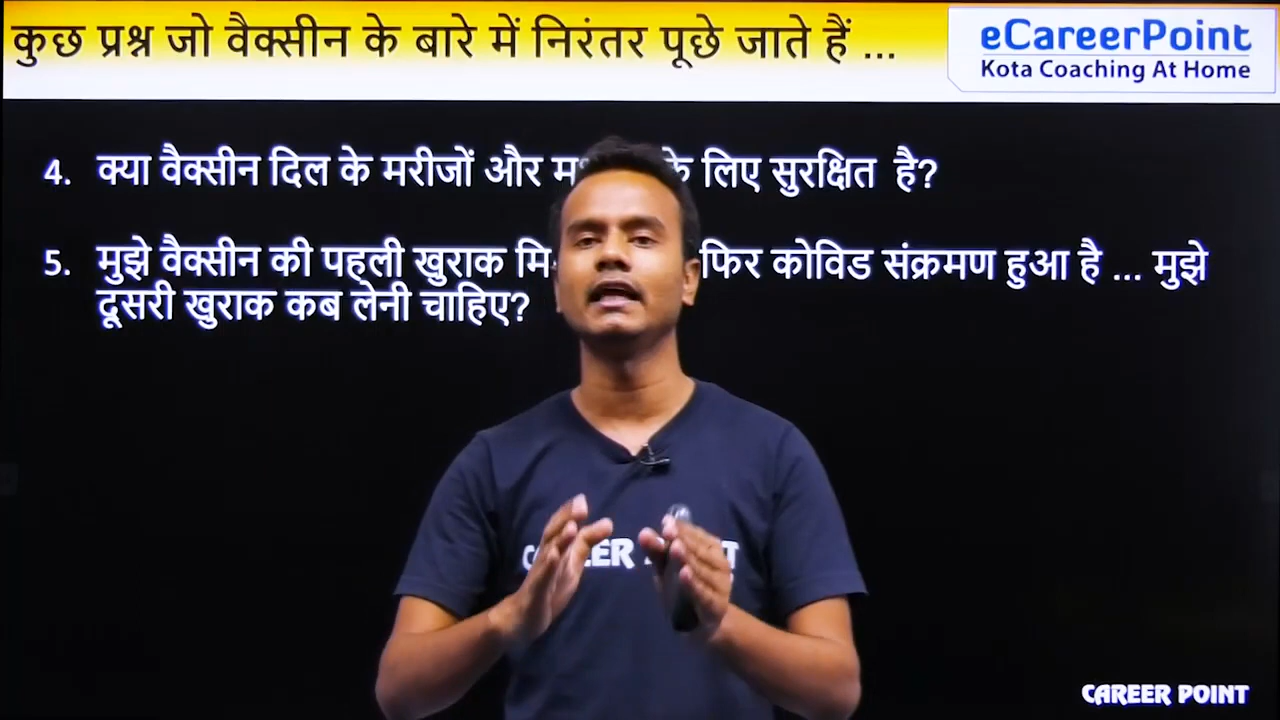 कुछ प्रश्न जो वैक्सीन के बारे में निरंतर पूछे जाते हैं ...
eCareerPoint
Kota Coaching At Home
4. क्या वैक्सीन दिल के मरीजों और के लिए सुरक्षित है?
5. मुझे वैक्सीन की पहली खुराक फिर कोविड संक्रमण हुआ है ... मुझे
दूसरी खुराक कब लेनी चाहिए?
CAREER POINT